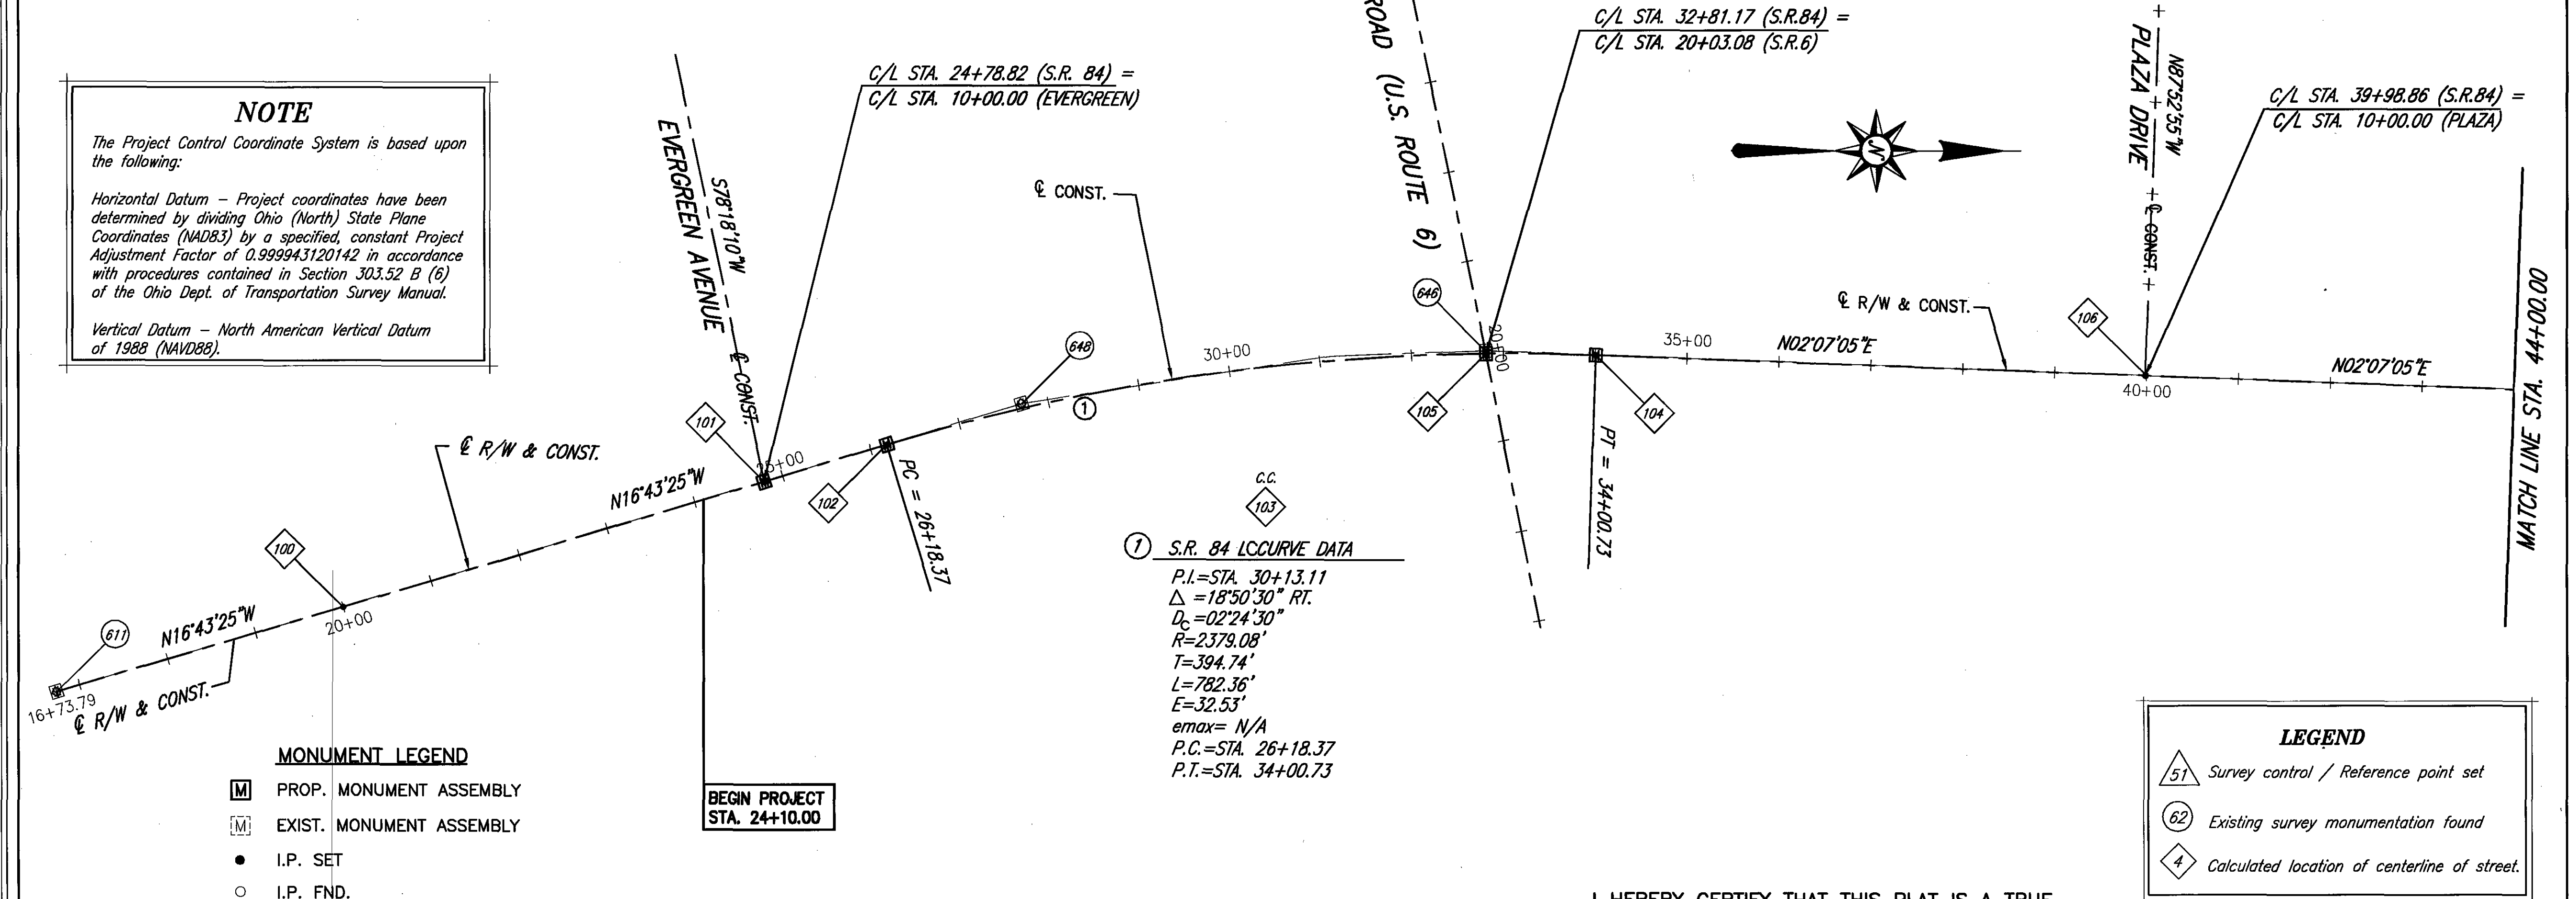 NOTE
The Project Control Coordinate System is based upon
the following:
Horizontal Datum – Project coordinates have been
determined by dividing Ohio (North) State Plane
Coordinates (NAD83) by a specified, constant Project
Adjustment Factor of 0.999943120142 in accordance
with procedures contained in Section 303.52 B (6)
of the Ohio Dept. of Transportation Survey Manual.
Vertical Datum – North American Vertical Datum
of 1988 (NAVD88).
C/L STA. 24+78.82 (S.R. 84) =
C/L STA. 10+00.00 (EVERGREEN)
EVERGREEN AVENUE
S78°18'10"W
℄ CONST.
℄ CONST.
ROAD (U.S. ROUTE 6)
C/L STA. 32+81.17 (S.R.84) =
C/L STA. 20+03.08 (S.R.6)
N
PLAZA DRIVE
N87°52'55"W
℄ CONST.
C/L STA. 39+98.86 (S.R.84) =
C/L STA. 10+00.00 (PLAZA)
MATCH LINE STA. 44+00.00
611
16+73.79
℄ R/W & CONST.
N16°43'25"W
100
20+00
℄ R/W & CONST.
N16°43'25"W
101
25+00
102
PC = 26+18.37
648
1
30+00
646
20+00
105
104
PT = 34+00.73
35+00
N02°07'05"E
℄ R/W & CONST.
106
40+00
N02°07'05"E
C.C.
103
1 S.R. 84 LCCURVE DATA
P.I.=STA. 30+13.11
△ =18°50'30" RT.
Dc =02°24'30"
R=2379.08'
T=394.74'
L=782.36'
E=32.53'
emax= N/A
P.C.=STA. 26+18.37
P.T.=STA. 34+00.73
BEGIN PROJECT
STA. 24+10.00
MONUMENT LEGEND
M PROP. MONUMENT ASSEMBLY
M EXIST. MONUMENT ASSEMBLY
● I.P. SET
○ I.P. FND.
LEGEND
51 Survey control / Reference point set
62 Existing survey monumentation found
4 Calculated location of centerline of street.
I HEREBY CERTIFY THAT THIS PLAT IS A TRUE